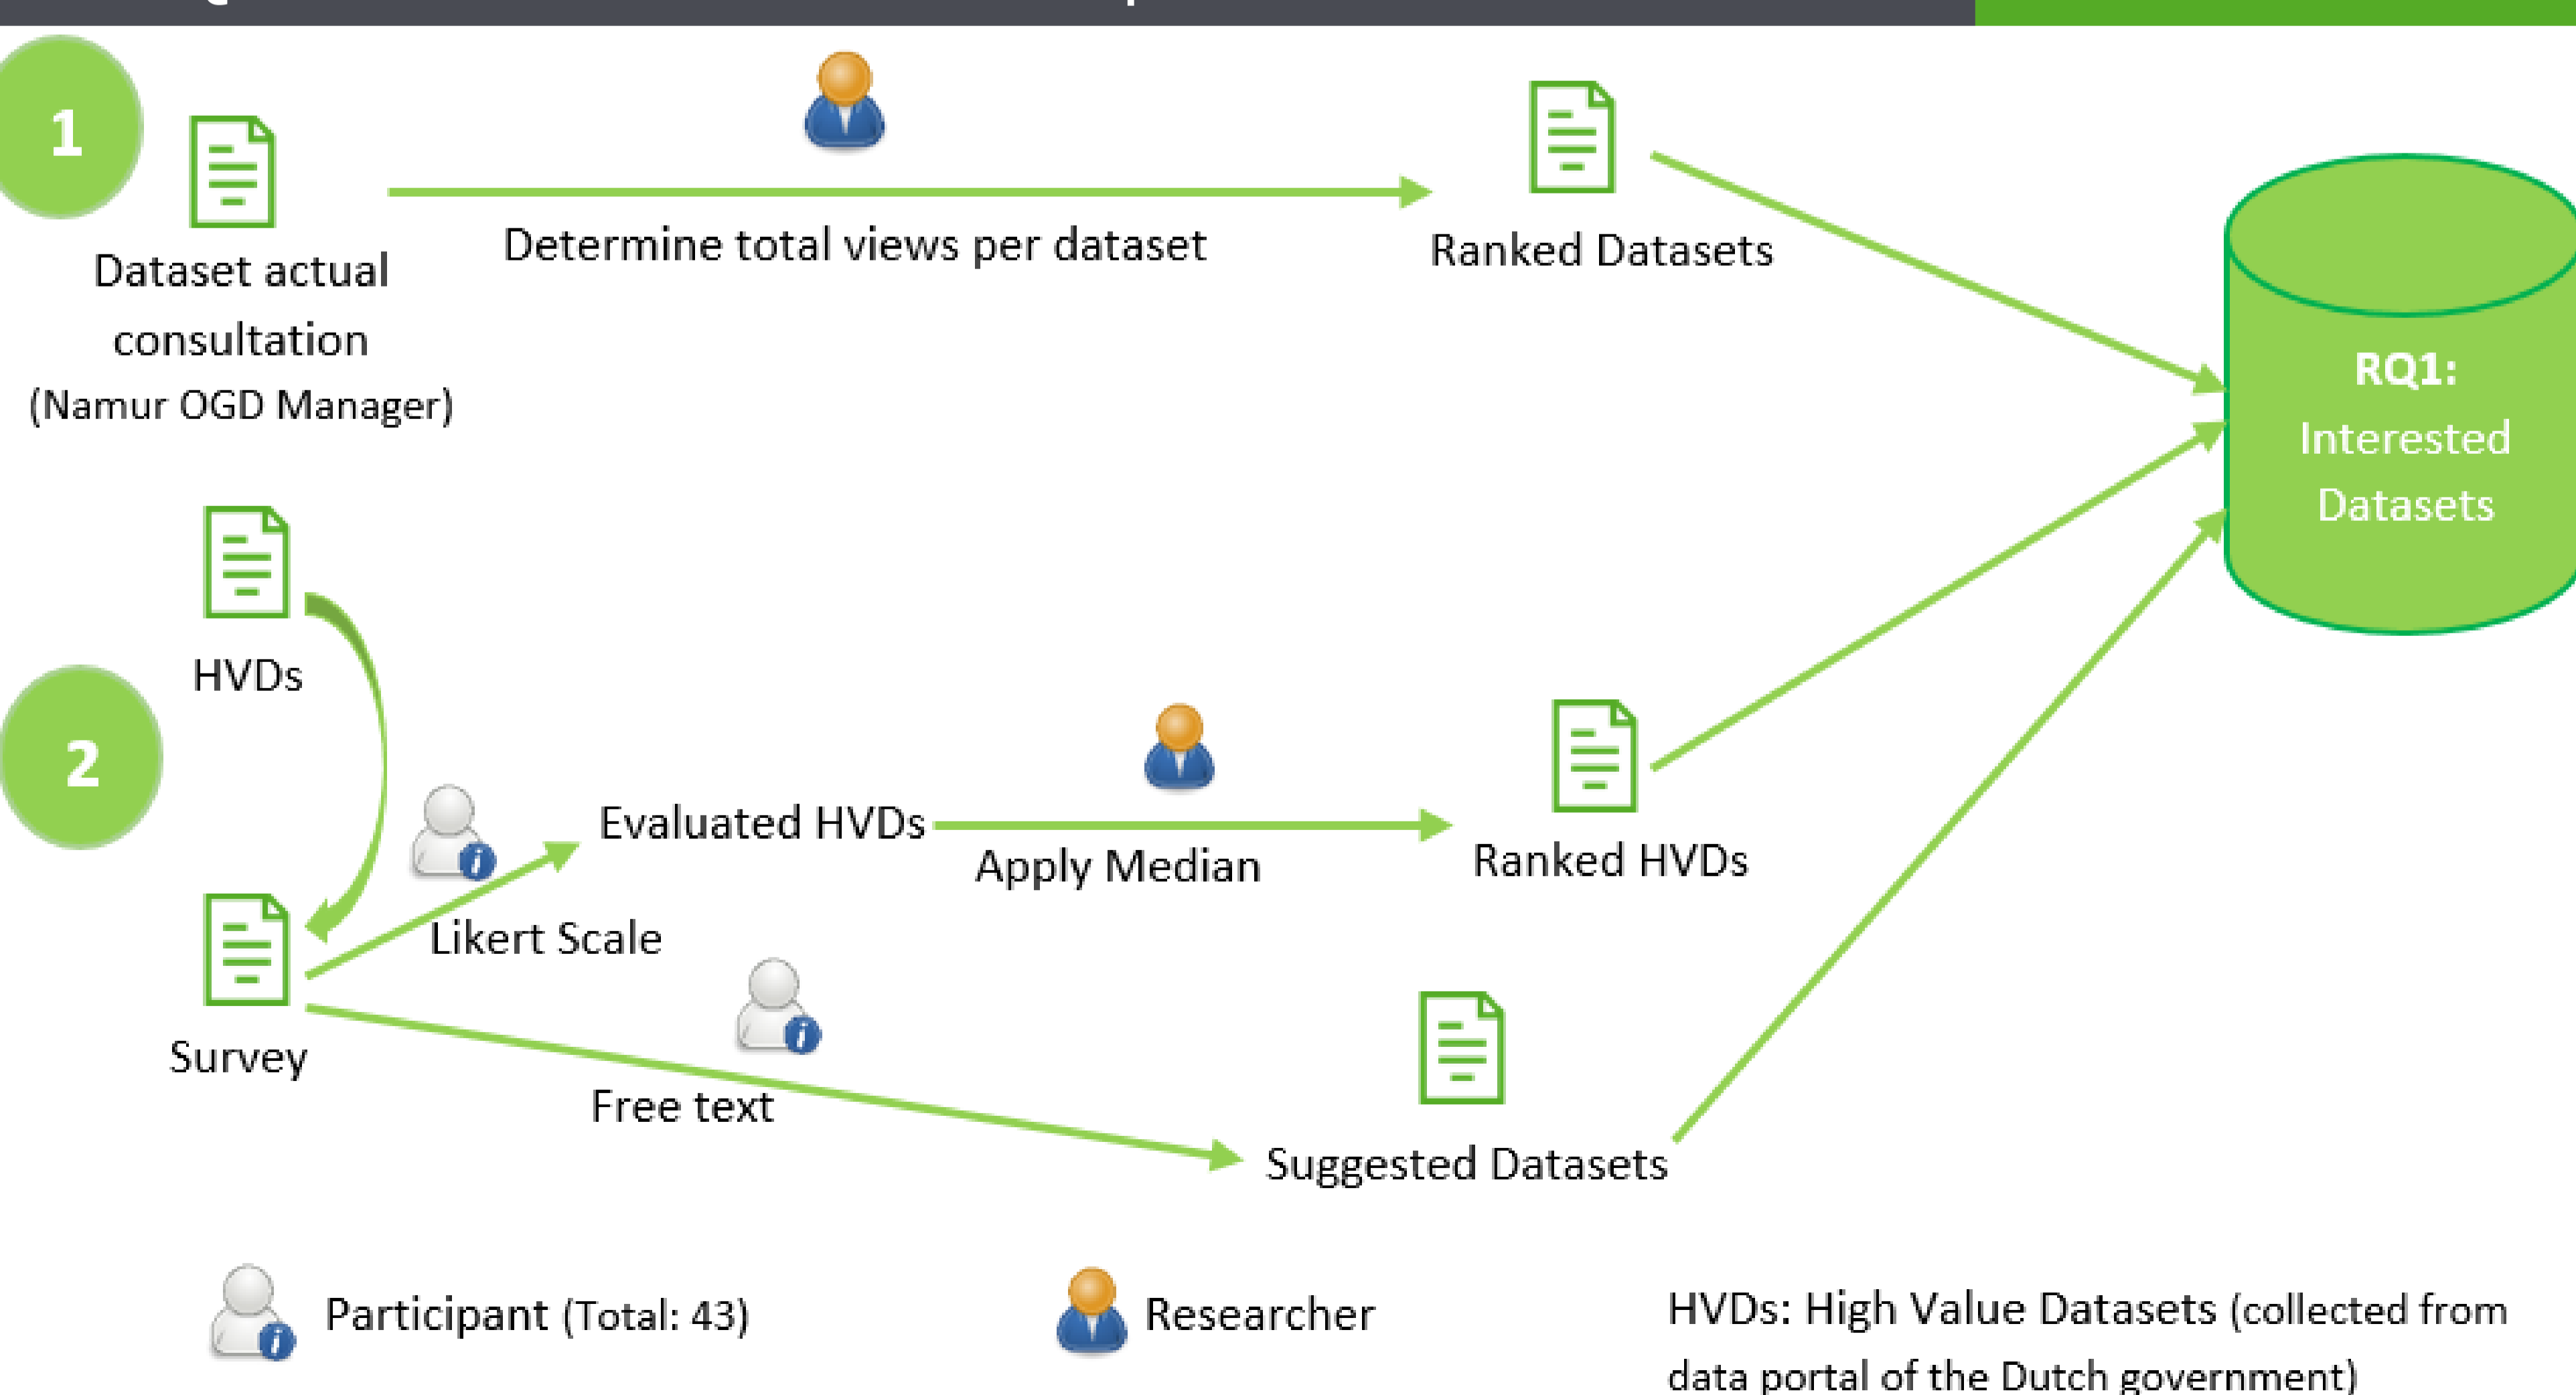 1
Determine total views per dataset
Ranked Datasets
Dataset actual
consultation
(Namur OGD Manager)
RQ1:
Interested
Datasets
HVDs
2
Evaluated HVDs
Apply Median
Ranked HVDs
Likert Scale
Survey
Free text
Suggested Datasets
Participant (Total: 43)
Researcher
HVDs: High Value Datasets (collected from
data portal of the Dutch government)